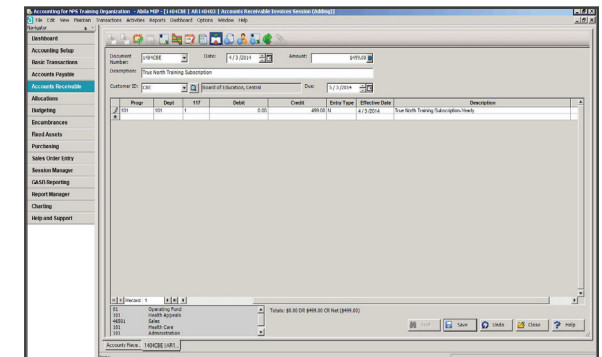 Accounting for NPS Training Organization - Abila MIP - [1404CBE | AR140403 | Accounts Receivable Invoices Session (Adding)]
File Edit View Maintain Transactions Activities Reports Dashboard Options Window Help
Navigator
Dashboard
Accounting Setup
Basic Transactions
Accounts Payable
Accounts Receivable
Allocations
Budgeting
Encumbrances
Fixed Assets
Purchasing
Sales Order Entry
Session Manager
GASB Reporting
Report Manager
Charting
Help and Support
Document Number: 1404CBE Date: 4/3/2014 Amount: $499.00
Description: True North Training Subscription
Customer ID: CBE Board of Education, Central Due: 5/3/2014
Progr Dept 117 Debit Credit Entry Type Effective Date Description
101 101 1 0.00 499.00 N 4/3/2014 True North Training Subscription-Yearly
Record 1
01 Operating Fund
101 Health Appeals
Sales
101 Health Care
101 Administration
Totals: $0.00 DR $499.00 CR Net ($499.00)
Save Undo Close Help
Accounts Rece... 1404CBE |AR1...